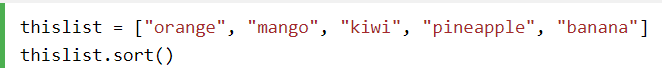 thislist = ["orange", "mango", "kiwi", "pineapple", "banana"]
thislist.sort()